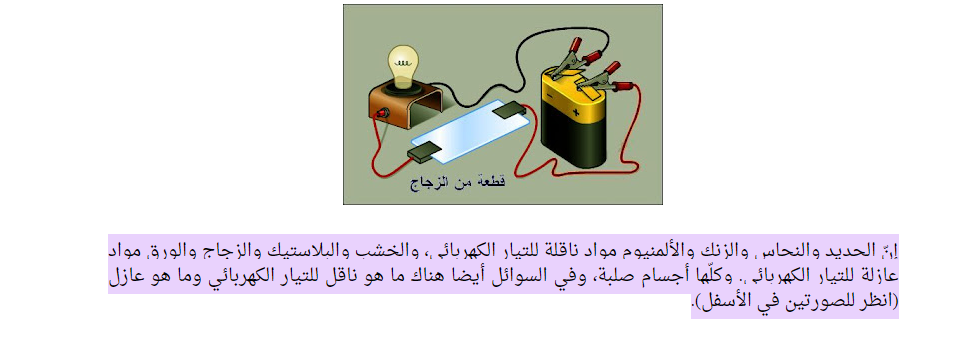 قطعة من الزجاج
إنّ الحديد والنحاس والزنك والألمنيوم مواد ناقلة للتيار الكهربائي، والخشب والبلاستيك والزجاج والورق مواد
عازلة للتيار الكهربائي. وكلّها أجسام صلبة، وفي السوائل أيضا هناك ما هو ناقل للتيار الكهربائي وما هو عازل
(انظر للصورتين في الأسفل).